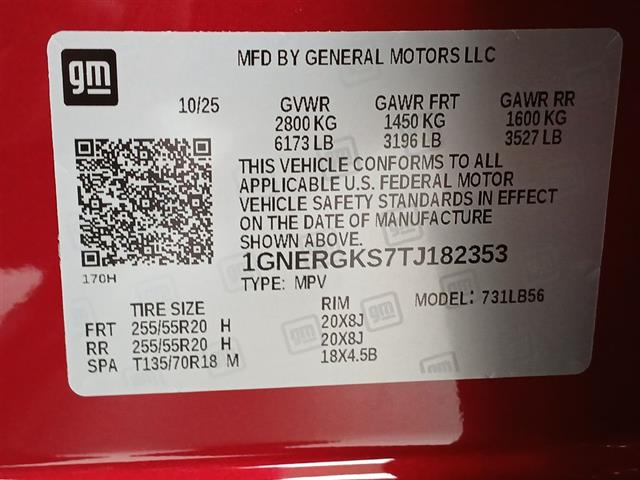 gm
MFD BY GENERAL MOTORS LLC
10/25 GVWR GAWR FRT GAWR RR
2800 KG 1450 KG 1600 KG
6173 LB 3196 LB 3527 LB
THIS VEHICLE CONFORMS TO ALL
APPLICABLE U.S. FEDERAL MOTOR
VEHICLE SAFETY STANDARDS IN EFFECT
ON THE DATE OF MANUFACTURE
SHOWN ABOVE.
1GNERGKS7TJ182353
170H
TYPE: MPV MODEL: 731LB56
TIRE SIZE RIM
FRT 255/55R20 H 20X8J
RR 255/55R20 H 20X8J
SPA T135/70R18 M 18X4.5B